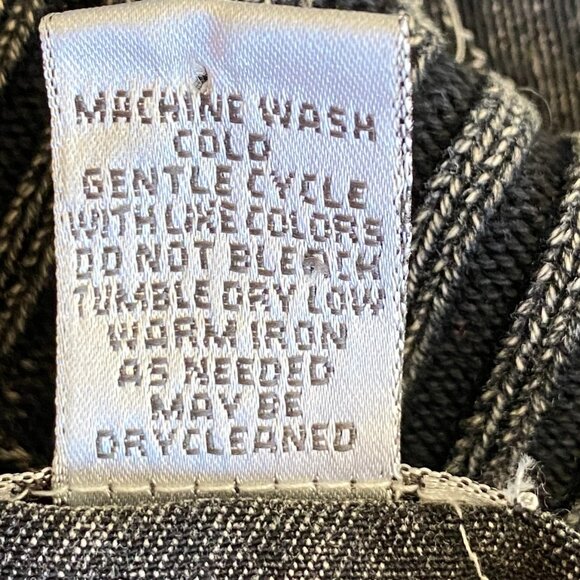 MACHINE WASH
COLD
GENTLE CYCLE
WITH LIKE COLORS
DO NOT BLEACH
TUMBLE DRY LOW
WARM IRON
AS NEEDED
MAY BE
DRYCLEANED